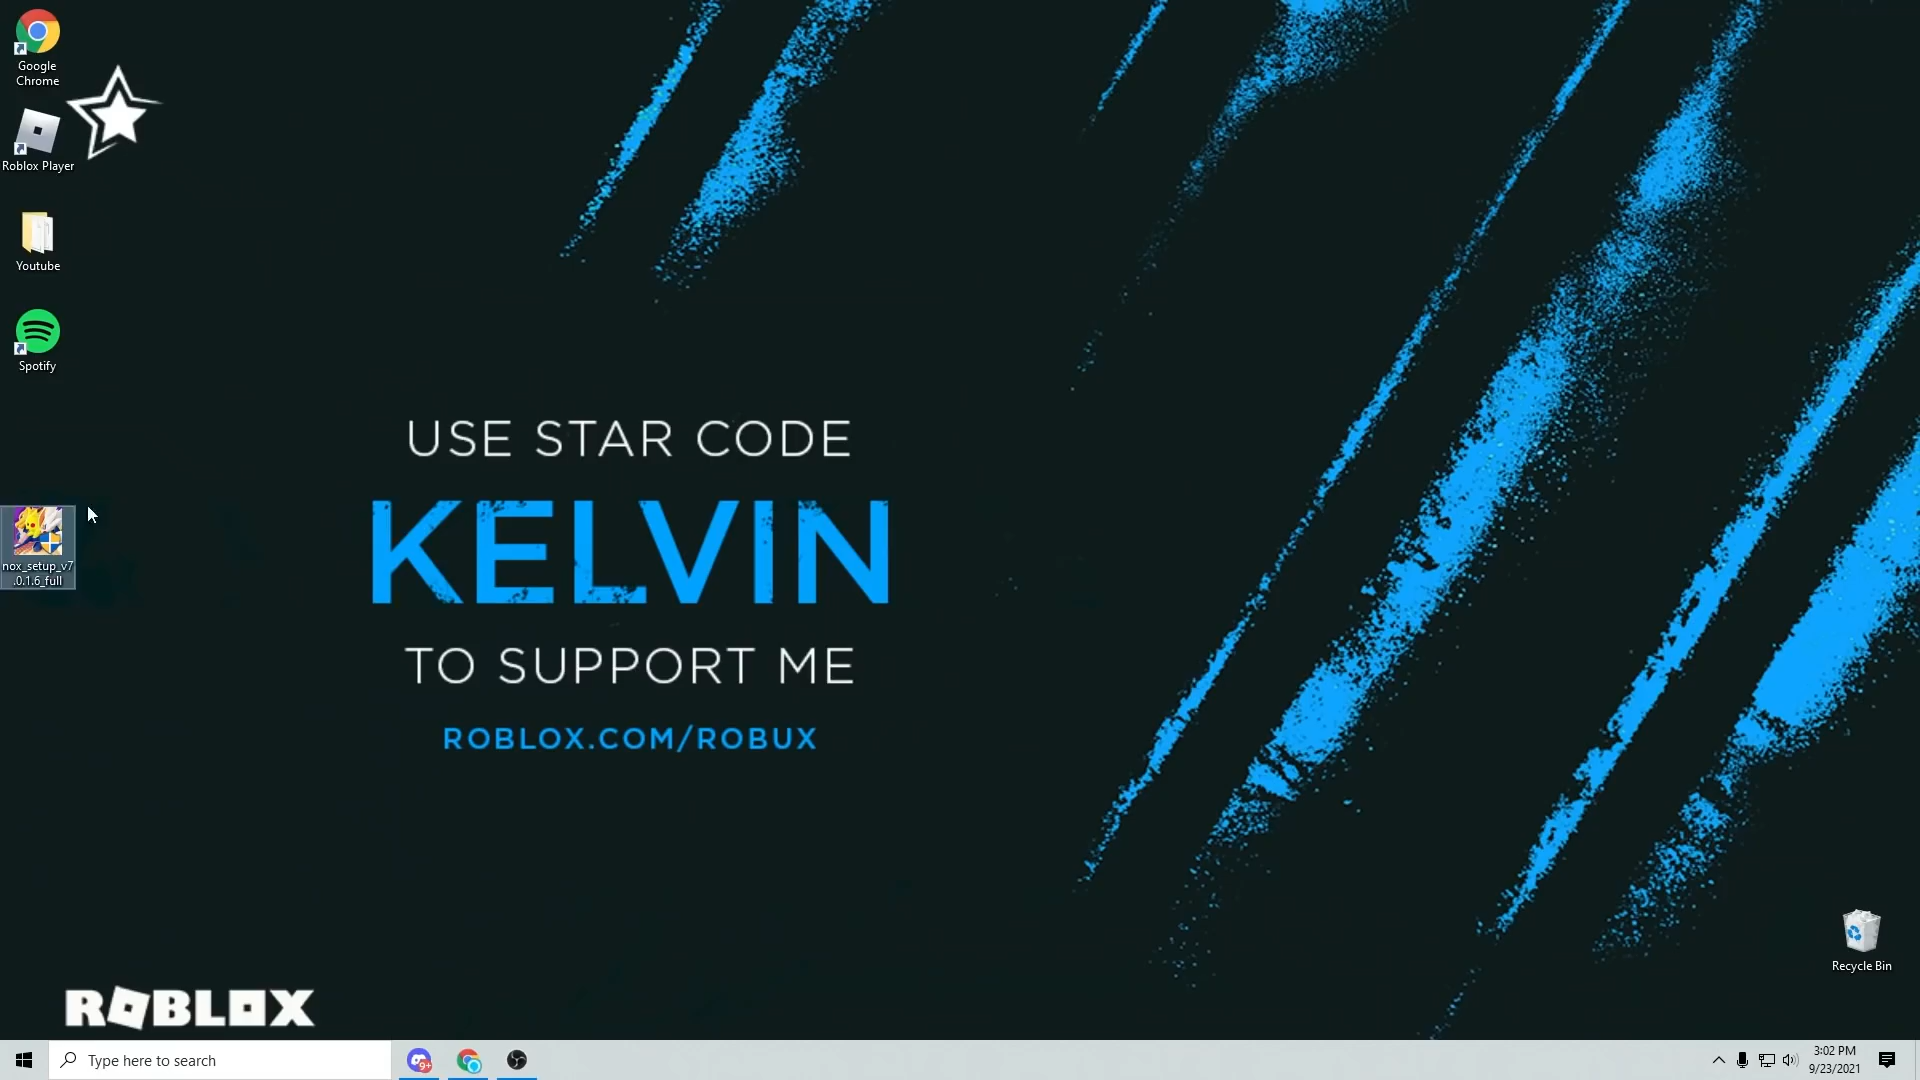 Google
Chrome
Roblox Player
Youtube
Spotify
nox_setup_v7
.0.1.6_full
USE STAR CODE
KELVIN
TO SUPPORT ME
ROBLOX.COM/ROBUX
Recycle Bin
ROBLOX
Type here to search
9+
3:02 PM
9/23/2021